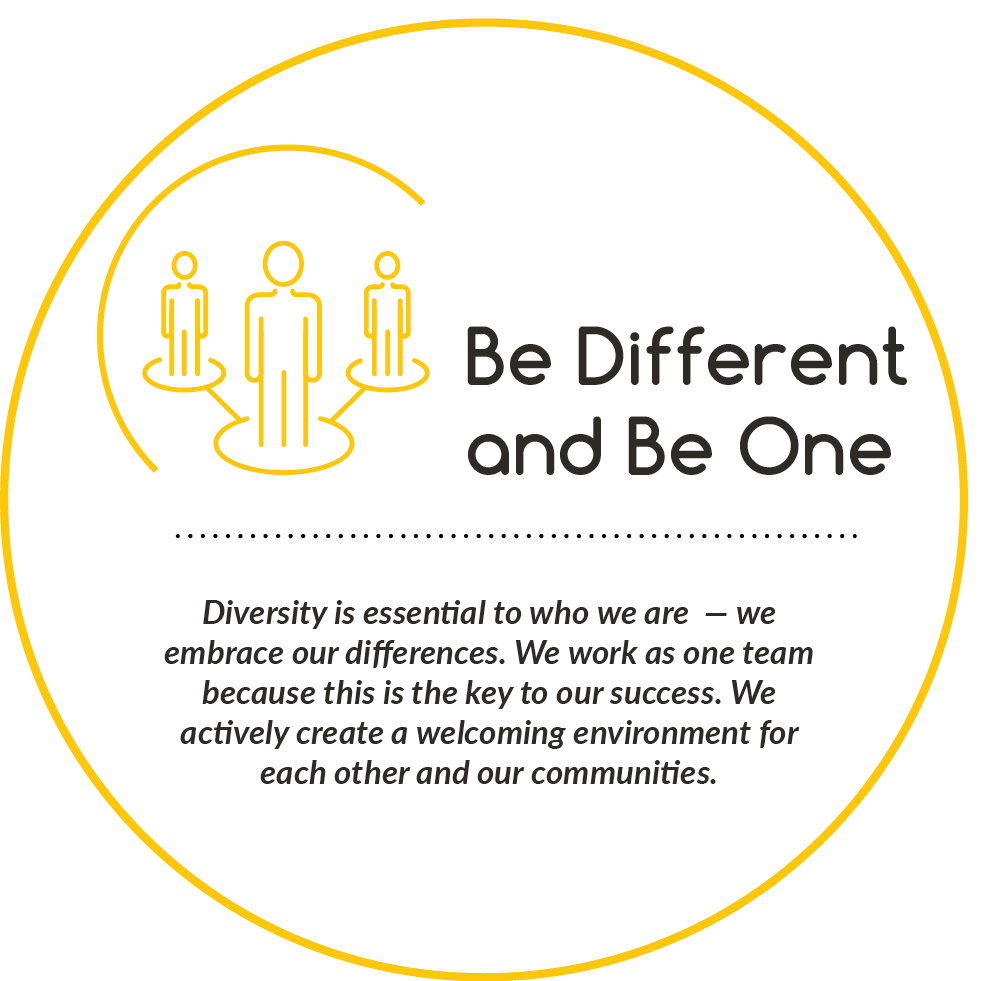 Be Different
and Be One
Diversity is essential to who we are — we
embrace our differences. We work as one team
because this is the key to our success. We
actively create a welcoming environment for
each other and our communities.